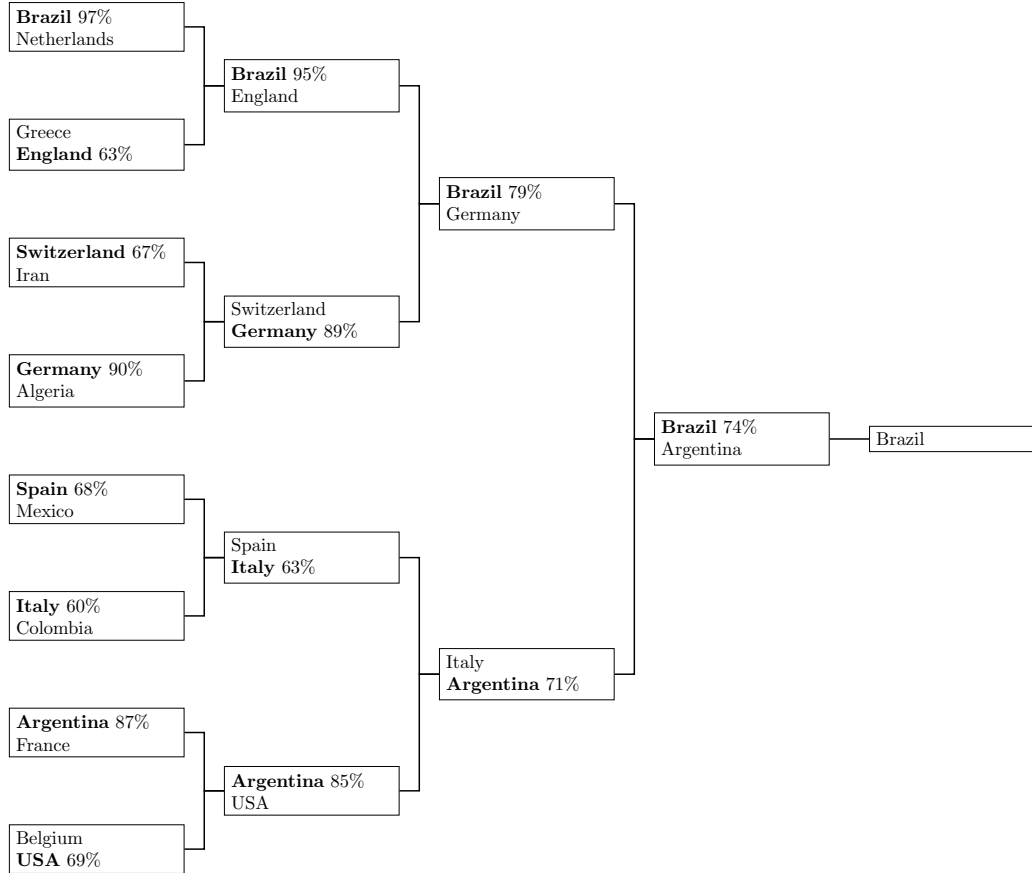 Brazil 97%
Netherlands
Greece
England 63%
Switzerland 67%
Iran
Germany 90%
Algeria
Spain 68%
Mexico
Italy 60%
Colombia
Argentina 87%
France
Belgium
USA 69%
Brazil 95%
England
Switzerland
Germany 89%
Spain
Italy 63%
Argentina 85%
USA
Brazil 79%
Germany
Italy
Argentina 71%
Brazil 74%
Argentina
Brazil